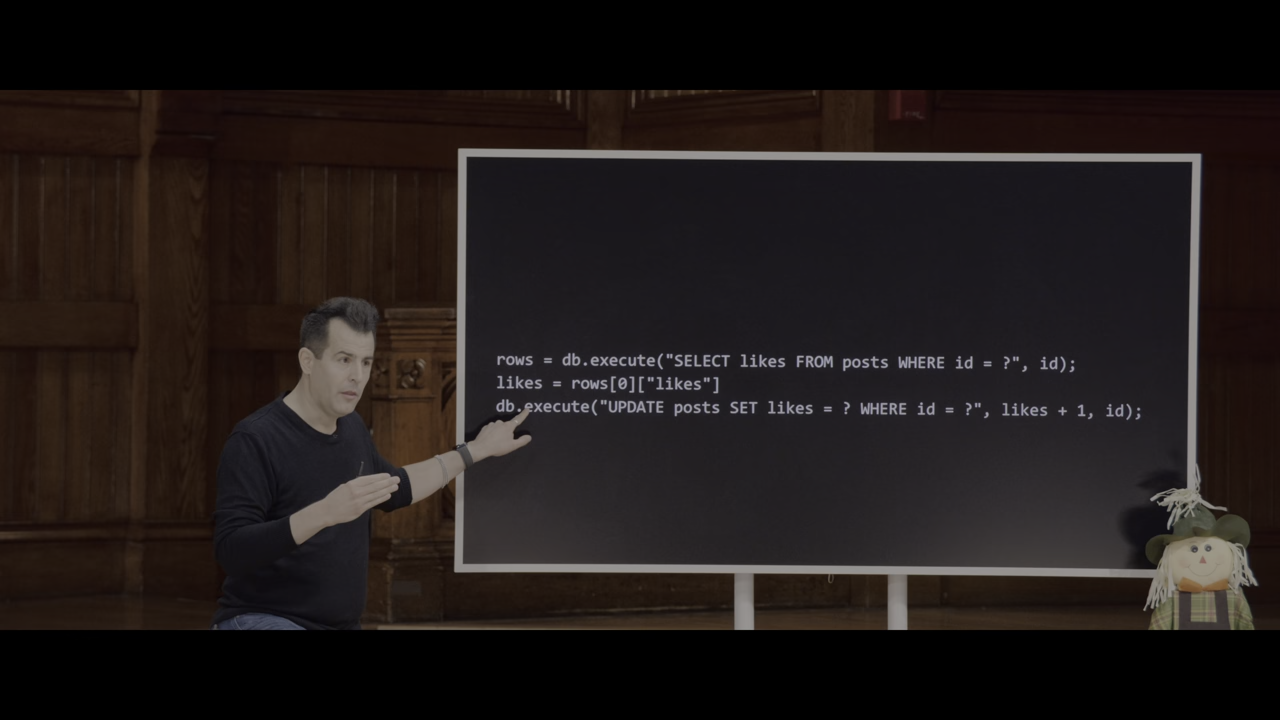 rows = db.execute("SELECT likes FROM posts WHERE id = ?", id);
likes = rows[0]["likes"]
db.execute("UPDATE posts SET likes = ? WHERE id = ?", likes + 1, id);